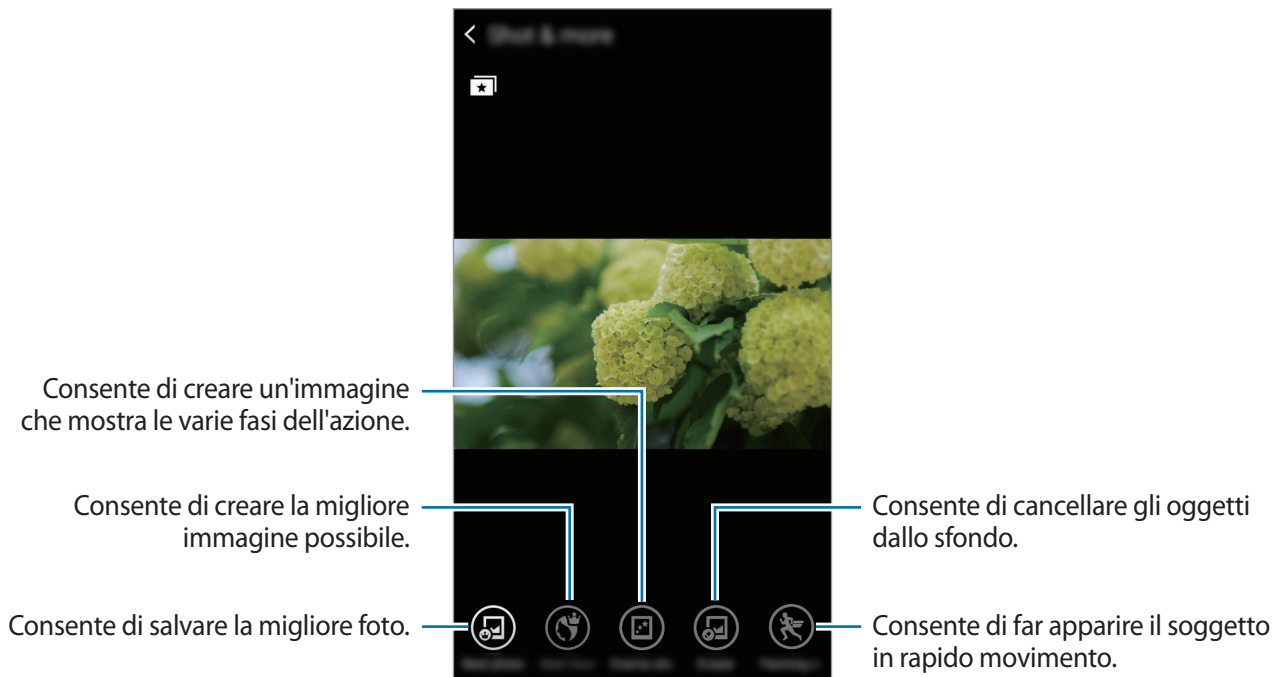 Consente di creare un'immagine
che mostra le varie fasi dell'azione.
Consente di creare la migliore
immagine possibile.
Consente di salvare la migliore foto.
Consente di cancellare gli oggetti
dallo sfondo.
Consente di far apparire il soggetto
in rapido movimento.